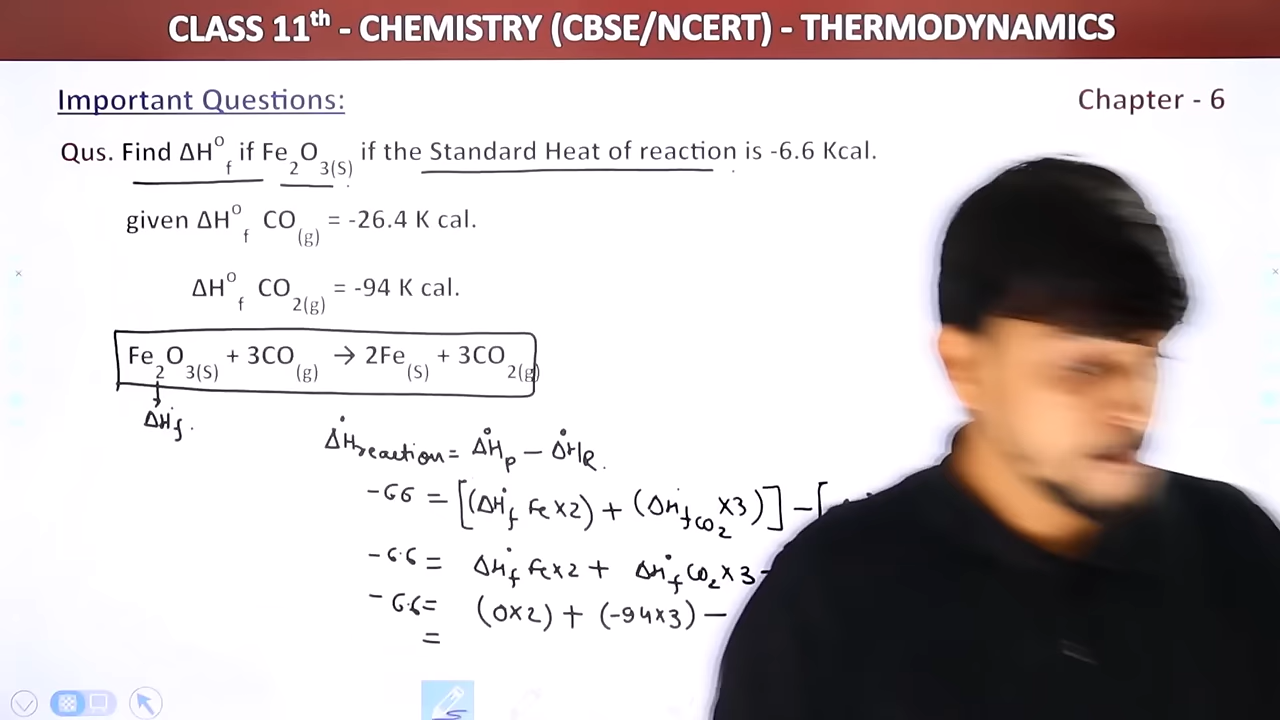 CLASS 11th - CHEMISTRY (CBSE/NCERT) - THERMODYNAMICS
Important Questions:
Chapter - 6
Qus. Find ΔH°f if Fe2O3(S) if the Standard Heat of reaction is -6.6 Kcal.
given ΔH°f CO(g) = -26.4 K cal.
ΔH°f CO2(g) = -94 K cal.
Fe2O3(S) + 3CO(g) → 2Fe(S) + 3CO2(g)
ΔH°f.
ΔH°reaction = ΔH°P - ΔH°R.
-66 = [(ΔH°f Fe×2) + (ΔH°f CO2 ×3)] - [
-6.6 = ΔH°f Fe×2 + ΔH°f CO2×3 -
-6.6 = (0×2) + (-94×3) -
=